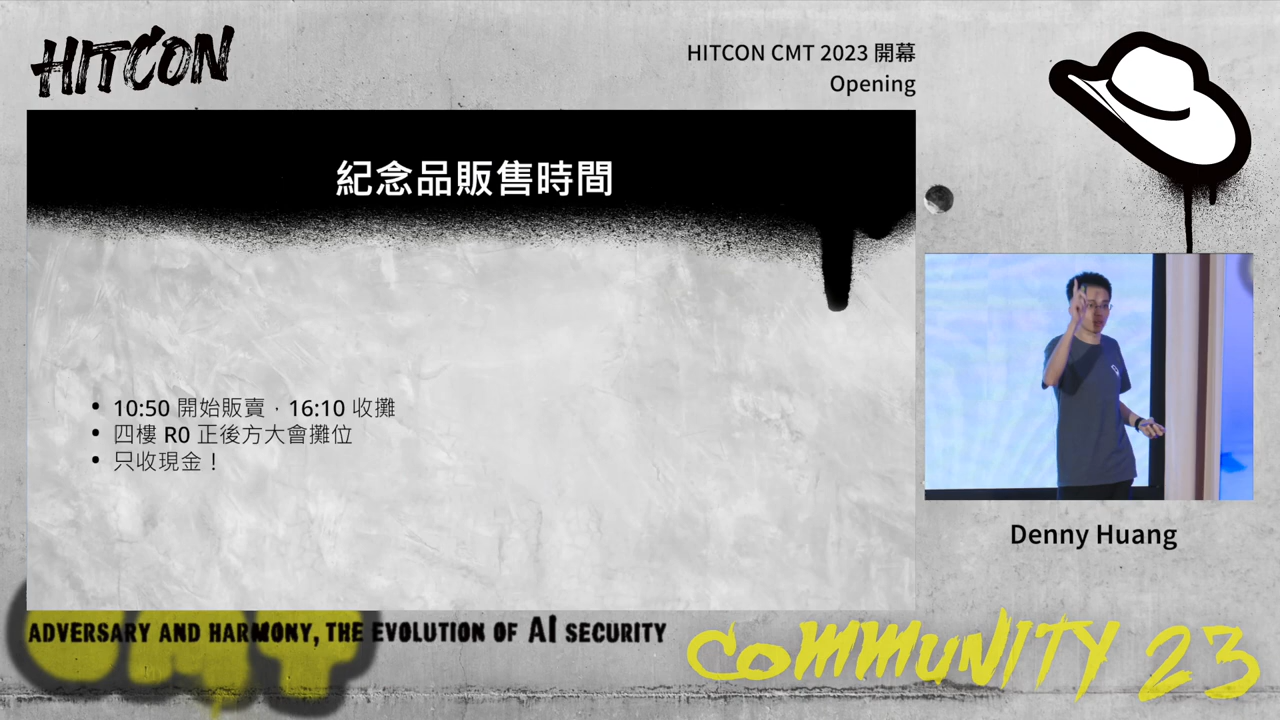 HITCON
HITCON CMT 2023 開幕
Opening
紀念品販售時間
• 10:50 開始販賣，16:10 收攤
• 四樓 R0 正後方大會攤位
• 只收現金！
Denny Huang
CMT
ADVERSARY AND HARMONY, THE EVOLUTION OF AI SECURITY
COMMUNITY 23